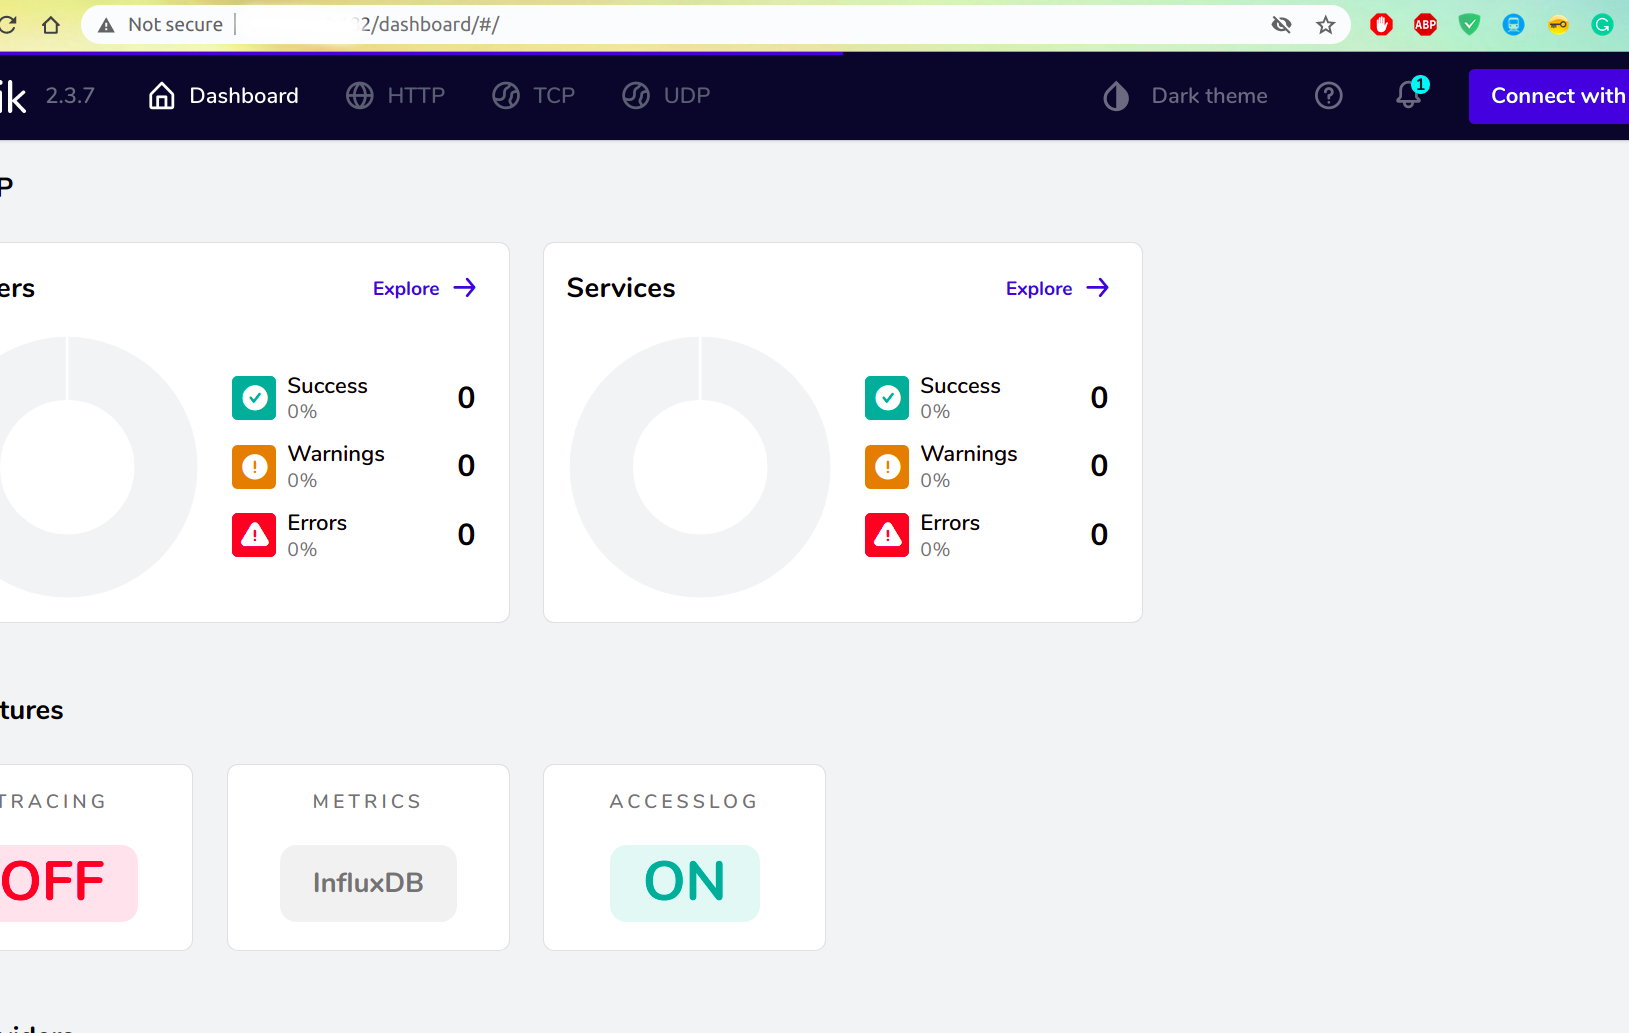 Not secure 2/dashboard/#/
ABP
ik 2.3.7 Dashboard HTTP TCP UDP Dark theme 1 Connect with
P
ers Explore
Success 0
0%
Warnings 0
0%
Errors 0
0%
Services Explore
Success 0
0%
Warnings 0
0%
Errors 0
0%
tures
TRACING
OFF
METRICS
InfluxDB
ACCESSLOG
ON